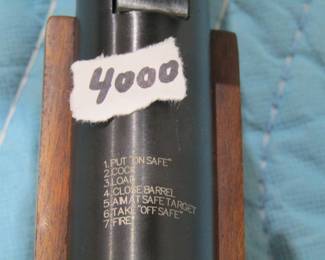 4000
1. PUT "ON SAFE"
2. COCK
3. LOAD
4. CLOSE BARREL
5. AIM AT SAFE TARGET
6. TAKE "OFF SAFE"
7. FIRE